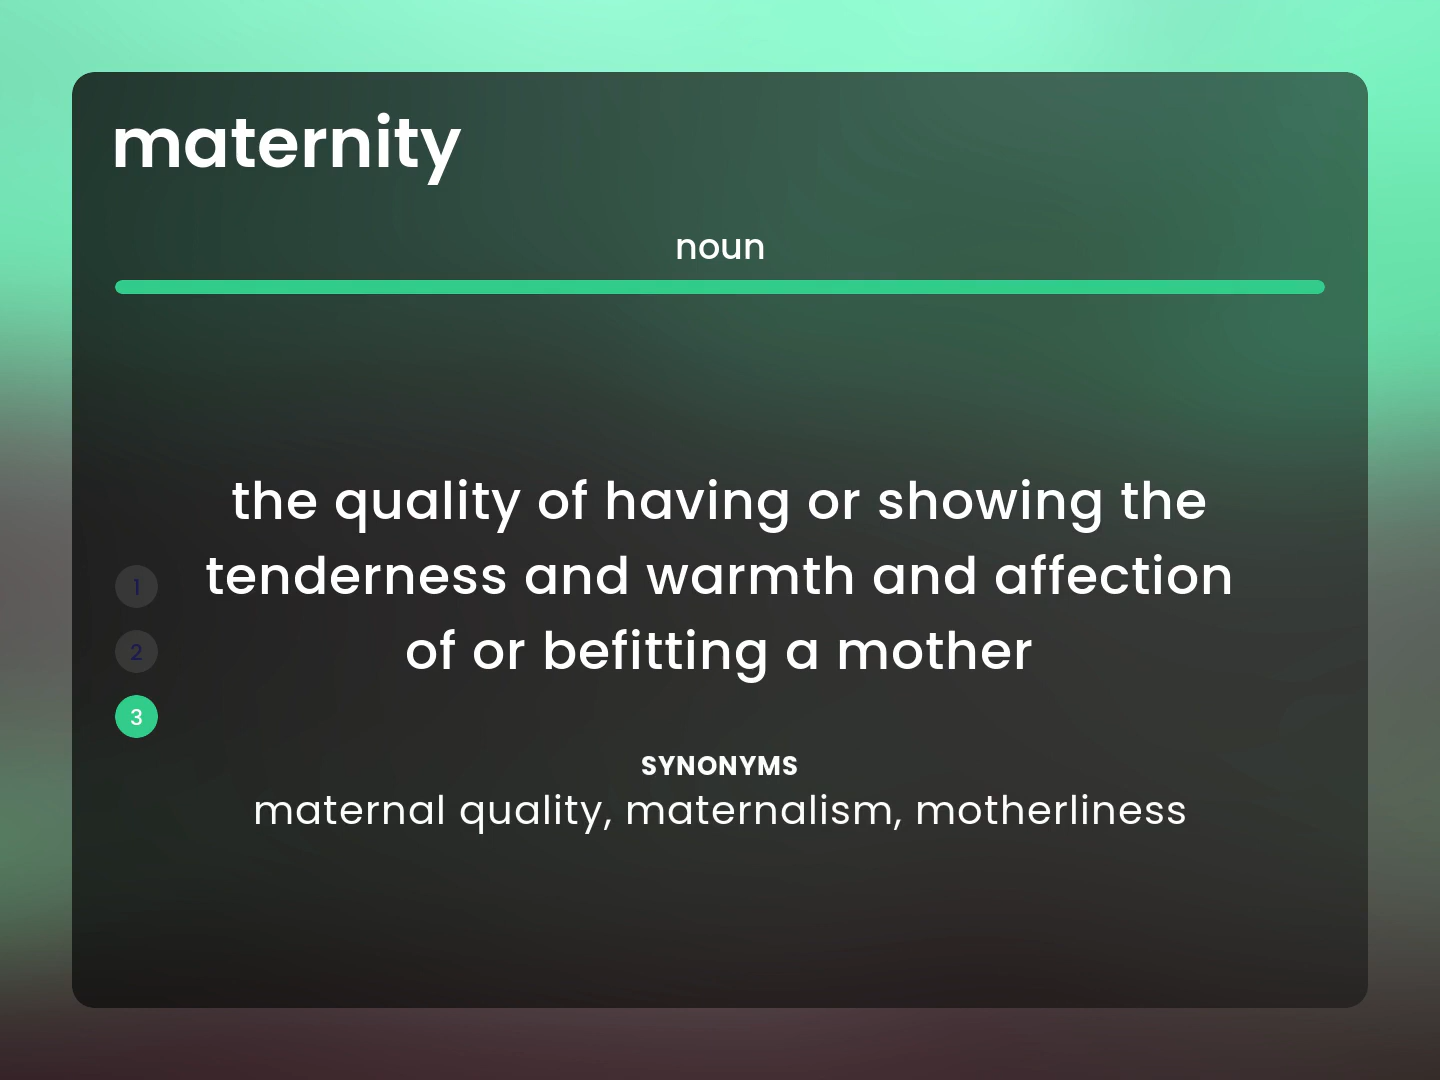 maternity
noun
the quality of having or showing the
tenderness and warmth and affection
of or befitting a mother
1
2
3
SYNONYMS
maternal quality, maternalism, motherliness